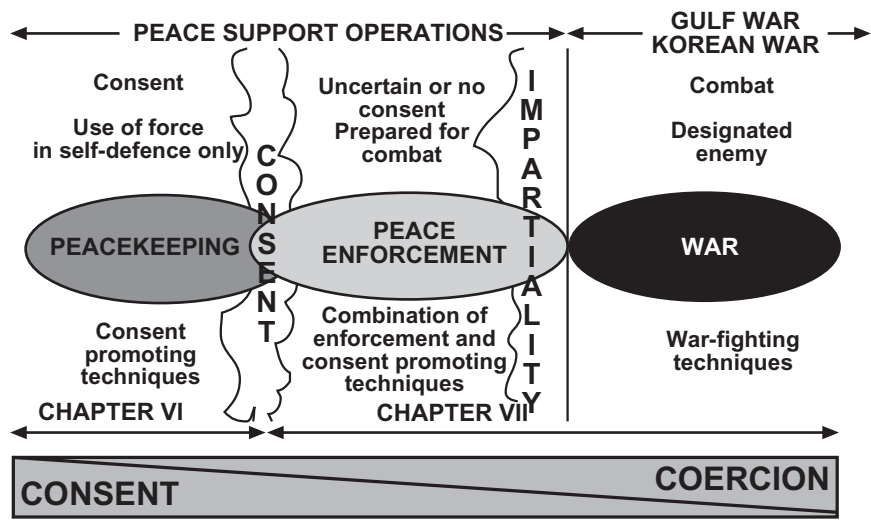 PEACE SUPPORT OPERATIONS
GULF WAR
KOREAN WAR
Consent
Use of force
in self-defence only
CONSENT
Uncertain or no
consent
Prepared for
combat
IMPARTIALITY
Combat
Designated
enemy
PEACEKEEPING
PEACE
ENFORCEMENT
WAR
Consent
promoting
techniques
Combination of
enforcement and
consent promoting
techniques
War-fighting
techniques
CHAPTER VI
CHAPTER VII
CONSENT
COERCION